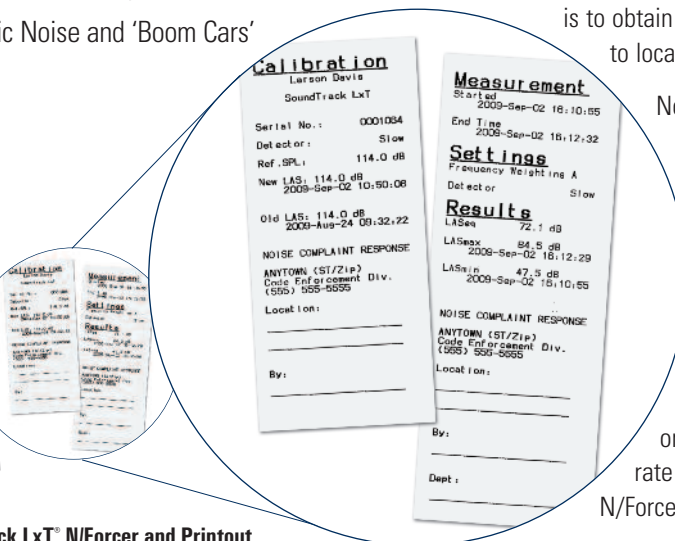 ic Noise and 'Boom Cars'
is to obtain
to loca
No
Calibration
Larson Davis
SoundTrack LxT
Serial No.: 0001084
Detector: Slow
Ref.SPL: 114.0 dB
New LAS: 114.0 dB
2009-Sep-02 10:50:06
Old LAS: 114.0 dB
2009-Aug-24 09:32:22
NOISE COMPLAINT RESPONSE
ANYTOWN (ST/Zip)
Code Enforcement Div.
(555) 555-5555
Location:
By:
Measurement
Started
2009-Sep-02 16:10:55
End Time
2009-Sep-02 16:12:32
Settings
Frequency Weighting A
Detector Slow
Results
LASeq 72.1 dB
LASmax 84.5 dB
2009-Sep-02 16:12:29
LASmin 47.5 dB
2009-Sep-02 16:10:55
NOISE COMPLAINT RESPONSE
ANYTOWN (ST/Zip)
Code Enforcement Div.
(555) 555-5555
Location:
By:
Dept:
or
rate
N/Force
ck LxT® N/Forcer and Printout